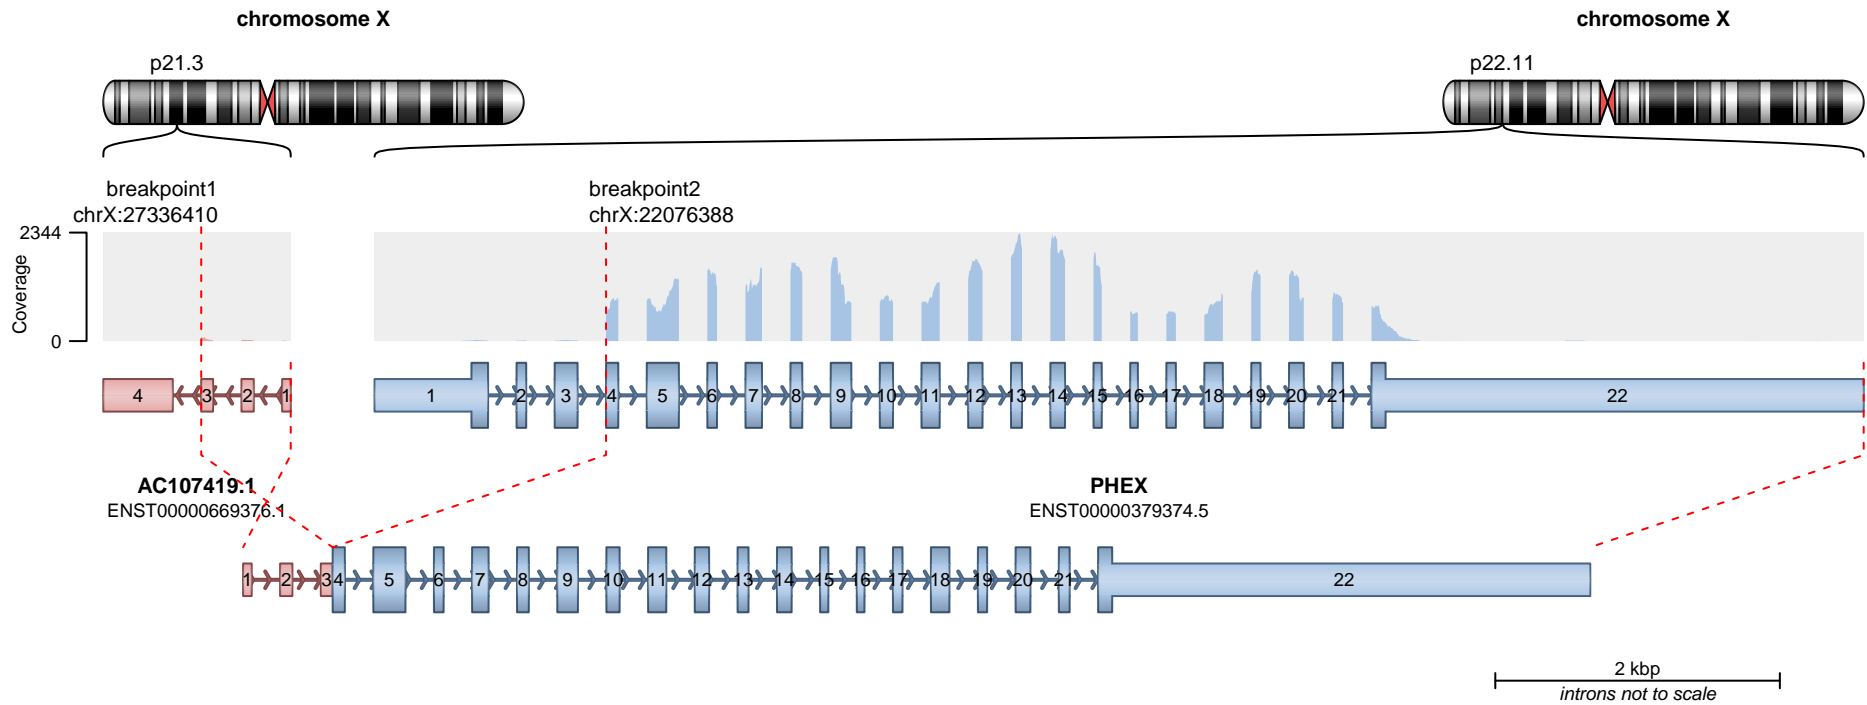 chromosome X
chromosome X
p21.3
p22.11
breakpoint1
chrX:27336410
breakpoint2
chrX:22076388
2344
0
Coverage
4 3 2 1
1 2 3 4 5 6 7 8 9 10 11 12 13 14 15 16 17 18 19 20 21 22
AC107419.1
ENST00000669376.1
PHEX
ENST00000379374.5
1 2 3 4 5 6 7 8 9 10 11 12 13 14 15 16 17 18 19 20 21 22
2 kbp
introns not to scale